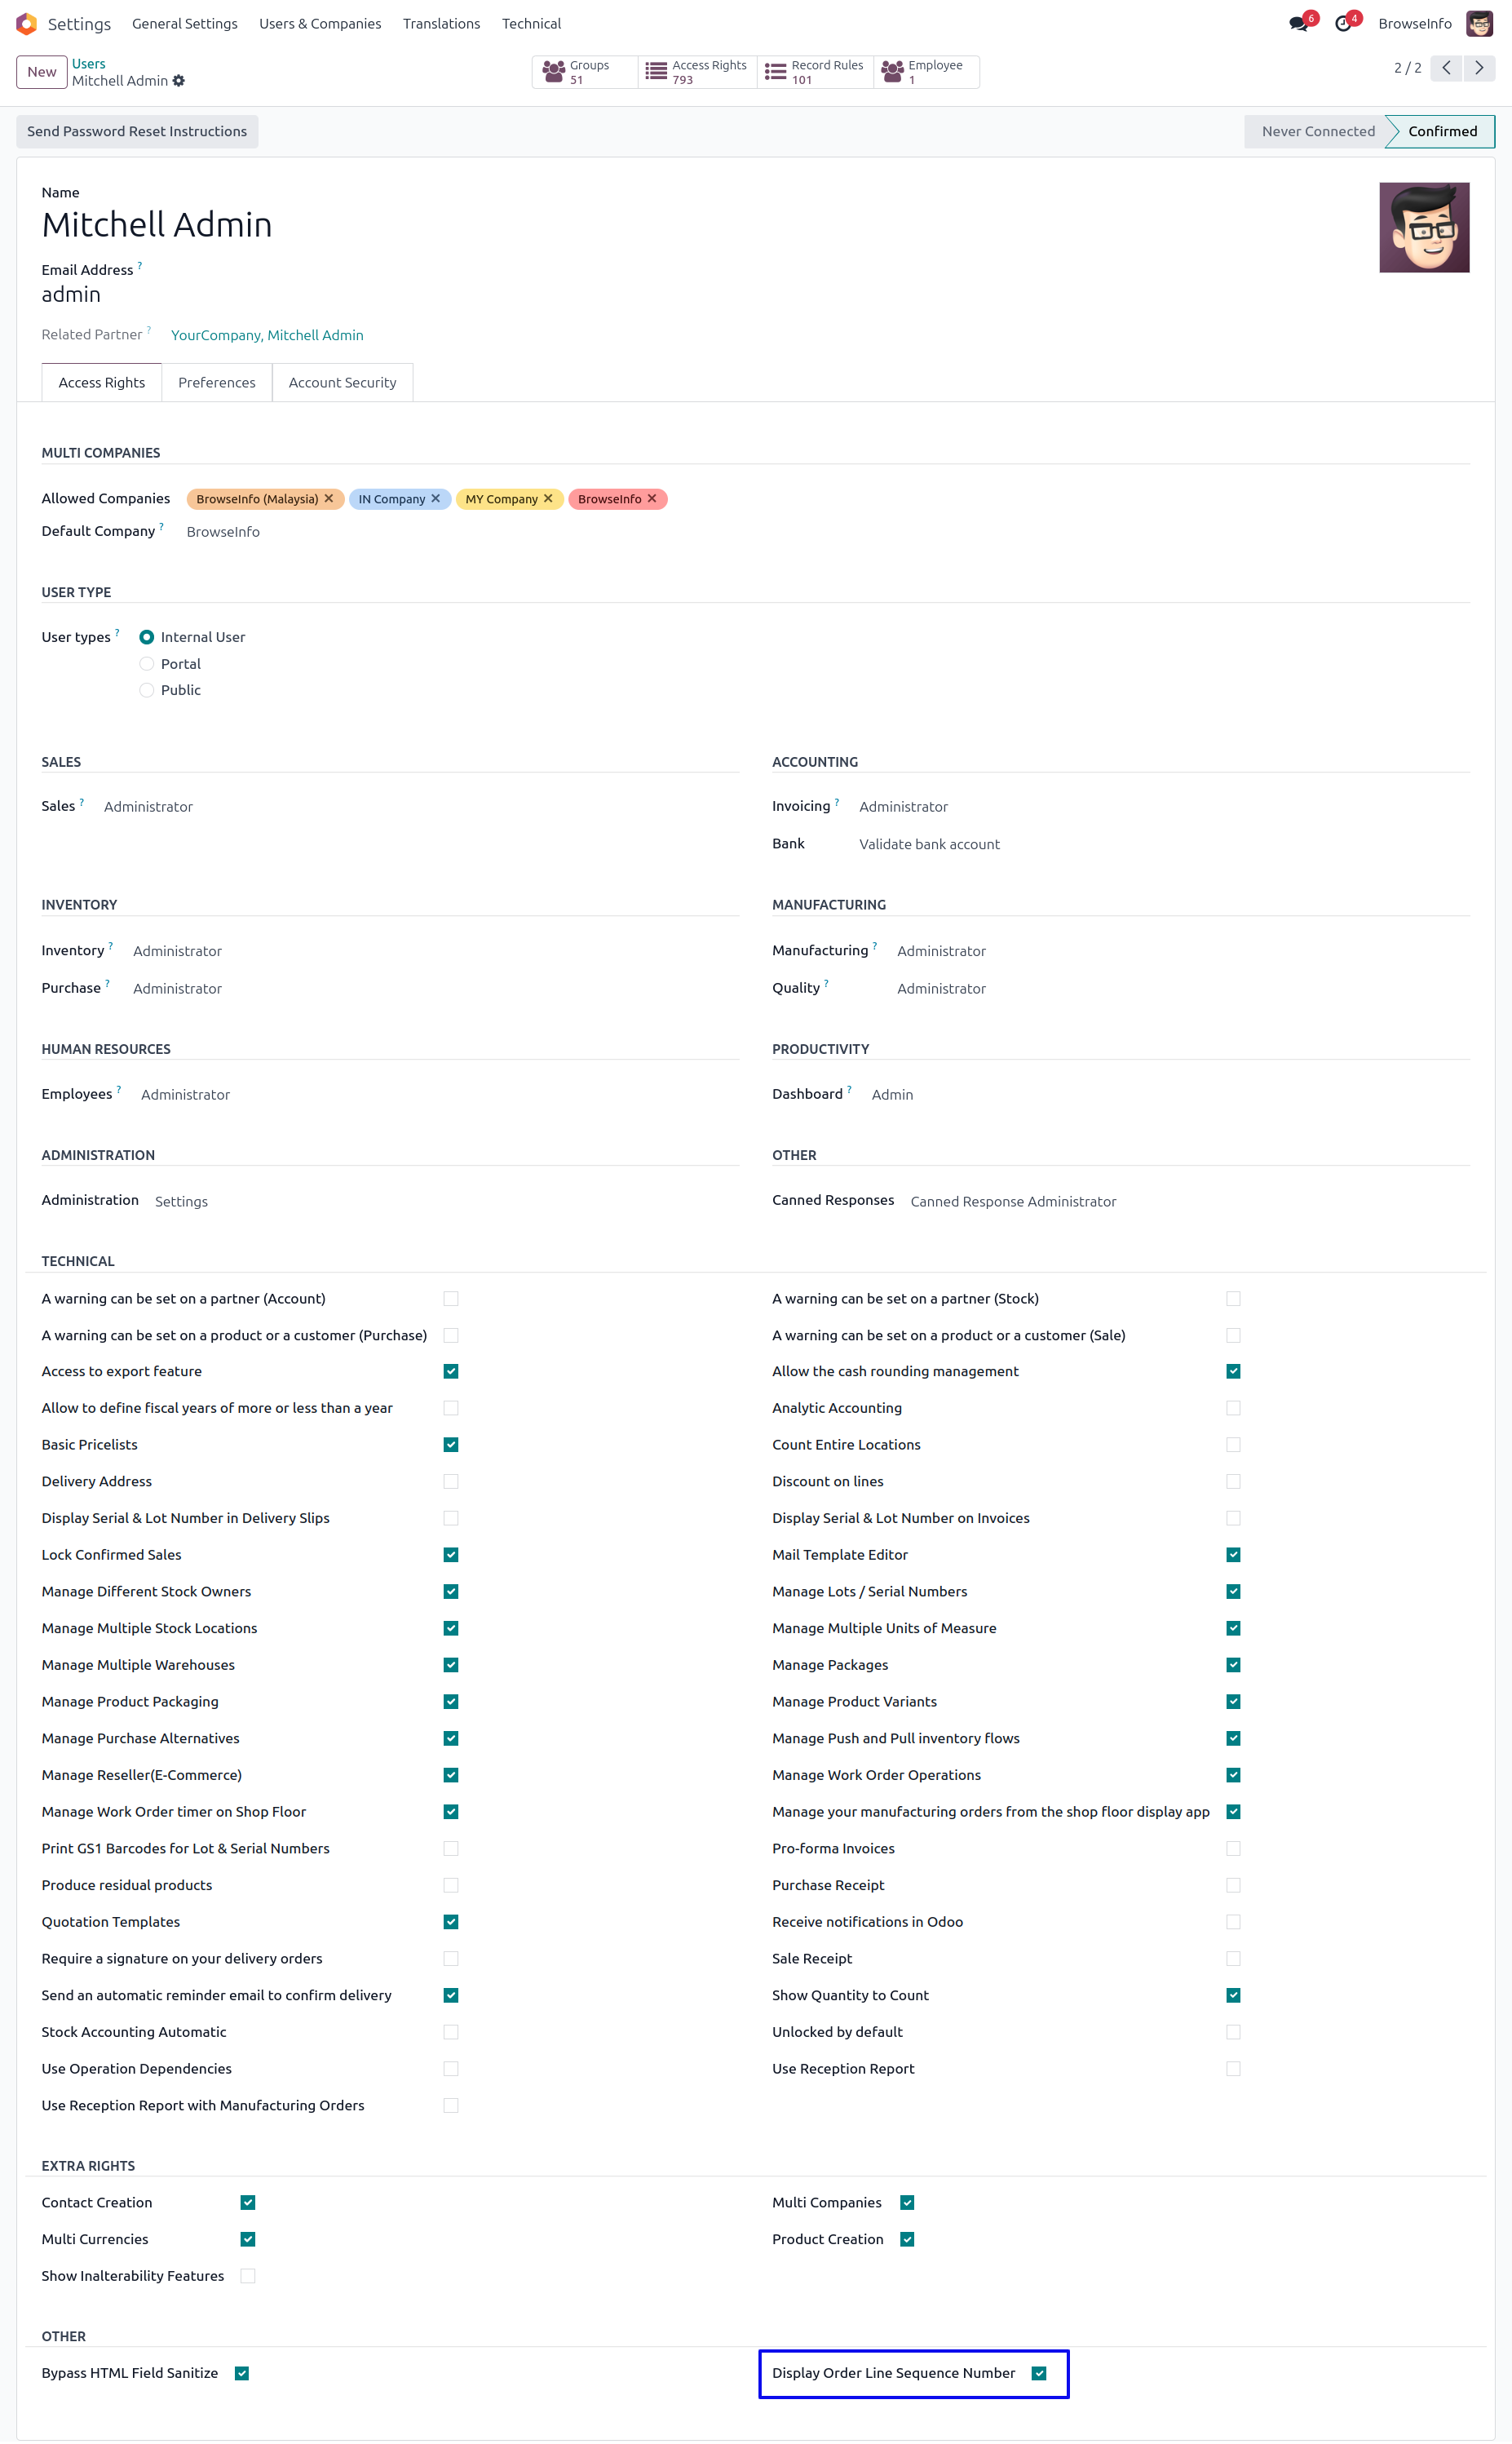 Settings General Settings Users & Companies Translations Technical 6 4 BrowseInfo
New Users Groups 51 Access Rights 793 Record Rules 101 Employee 1 2 / 2
Mitchell Admin
Send Password Reset Instructions Never Connected Confirmed
Name
Mitchell Admin
Email Address ?
admin
Related Partner ? YourCompany, Mitchell Admin
Access Rights Preferences Account Security
MULTI COMPANIES
Allowed Companies BrowseInfo (Malaysia) IN Company MY Company BrowseInfo
Default Company ? BrowseInfo
USER TYPE
User types ? Internal User
Portal
Public
SALES ACCOUNTING
Sales ? Administrator Invoicing ? Administrator
Bank Validate bank account
INVENTORY MANUFACTURING
Inventory ? Administrator Manufacturing ? Administrator
Purchase ? Administrator Quality ? Administrator
HUMAN RESOURCES PRODUCTIVITY
Employees ? Administrator Dashboard ? Admin
ADMINISTRATION OTHER
Administration Settings Canned Responses Canned Response Administrator
TECHNICAL
A warning can be set on a partner (Account) A warning can be set on a partner (Stock)
A warning can be set on a product or a customer (Purchase) A warning can be set on a product or a customer (Sale)
Access to export feature Allow the cash rounding management
Allow to define fiscal years of more or less than a year Analytic Accounting
Basic Pricelists Count Entire Locations
Delivery Address Discount on lines
Display Serial & Lot Number in Delivery Slips Display Serial & Lot Number on Invoices
Lock Confirmed Sales Mail Template Editor
Manage Different Stock Owners Manage Lots / Serial Numbers
Manage Multiple Stock Locations Manage Multiple Units of Measure
Manage Multiple Warehouses Manage Packages
Manage Product Packaging Manage Product Variants
Manage Purchase Alternatives Manage Push and Pull inventory flows
Manage Reseller(E-Commerce) Manage Work Order Operations
Manage Work Order timer on Shop Floor Manage your manufacturing orders from the shop floor display app
Print GS1 Barcodes for Lot & Serial Numbers Pro-forma Invoices
Produce residual products Purchase Receipt
Quotation Templates Receive notifications in Odoo
Require a signature on your delivery orders Sale Receipt
Send an automatic reminder email to confirm delivery Show Quantity to Count
Stock Accounting Automatic Unlocked by default
Use Operation Dependencies Use Reception Report
Use Reception Report with Manufacturing Orders
EXTRA RIGHTS
Contact Creation Multi Companies
Multi Currencies Product Creation
Show Inalterability Features
OTHER
Bypass HTML Field Sanitize Display Order Line Sequence Number